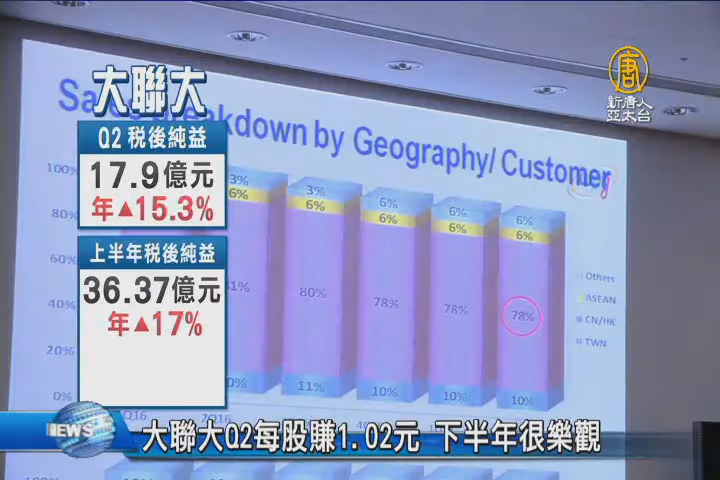 唐
新唐人
亞太台
大聯大
Q2 稅後純益
17.9億元
年▲15.3%
上半年稅後純益
36.37億元
年▲17%
Breakdown by Geography/ Customer
100%
80%
60%
40%
20%
0%
3% 3% 6% 6% 6%
6% 6% 6% 6% 6%
80% 78% 78% 78%
11% 10% 10% 10%
Others
ASEAN
CN/HK
TWN
2Q16
NEWS
大聯大Q2每股賺1.02元 下半年很樂觀